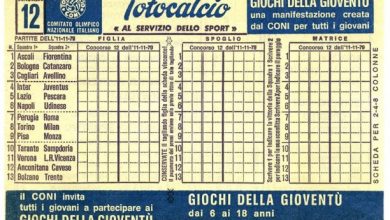 12
COMITATO OLIMPICO
NAZIONALE ITALIANO
Totocalcio
« AL SERVIZIO DELLO SPORT »
GIOCHI DELLA GIOVENTÙ
una manifestazione creata
dal CONI per tutti i giovani
PARTITE DELL'11-11-79
FIGLIA
SPOGLIO
MATRICE
N. Squadra 1ª Squadra 2ª
Concorso 12 dell'11-11-79
Concorso 12 dell'11-11-79
Concorso 12 dell'11-11-79
1 Ascoli Fiorentina
2 Bologna Catanzaro
3 Cagliari Avellino
4 Inter Juventus
5 Lazio Pescara
6 Napoli Udinese
7 Perugia Roma
8 Torino Milan
9 Pisa Monza
10 Taranto Sampdoria
11 Verona L.R.Vicenza
12 Anconitana Caveso
13 Bolzano Trento
SCHEDA PER 2-4-8 COLONNE
il CONI invita
tutti i giovani a partecipare ai
GIOCHI DELLA GIOVENTÙ
GIOCHI DELLA GIOVENTÙ
dai 6 ai 18 anni